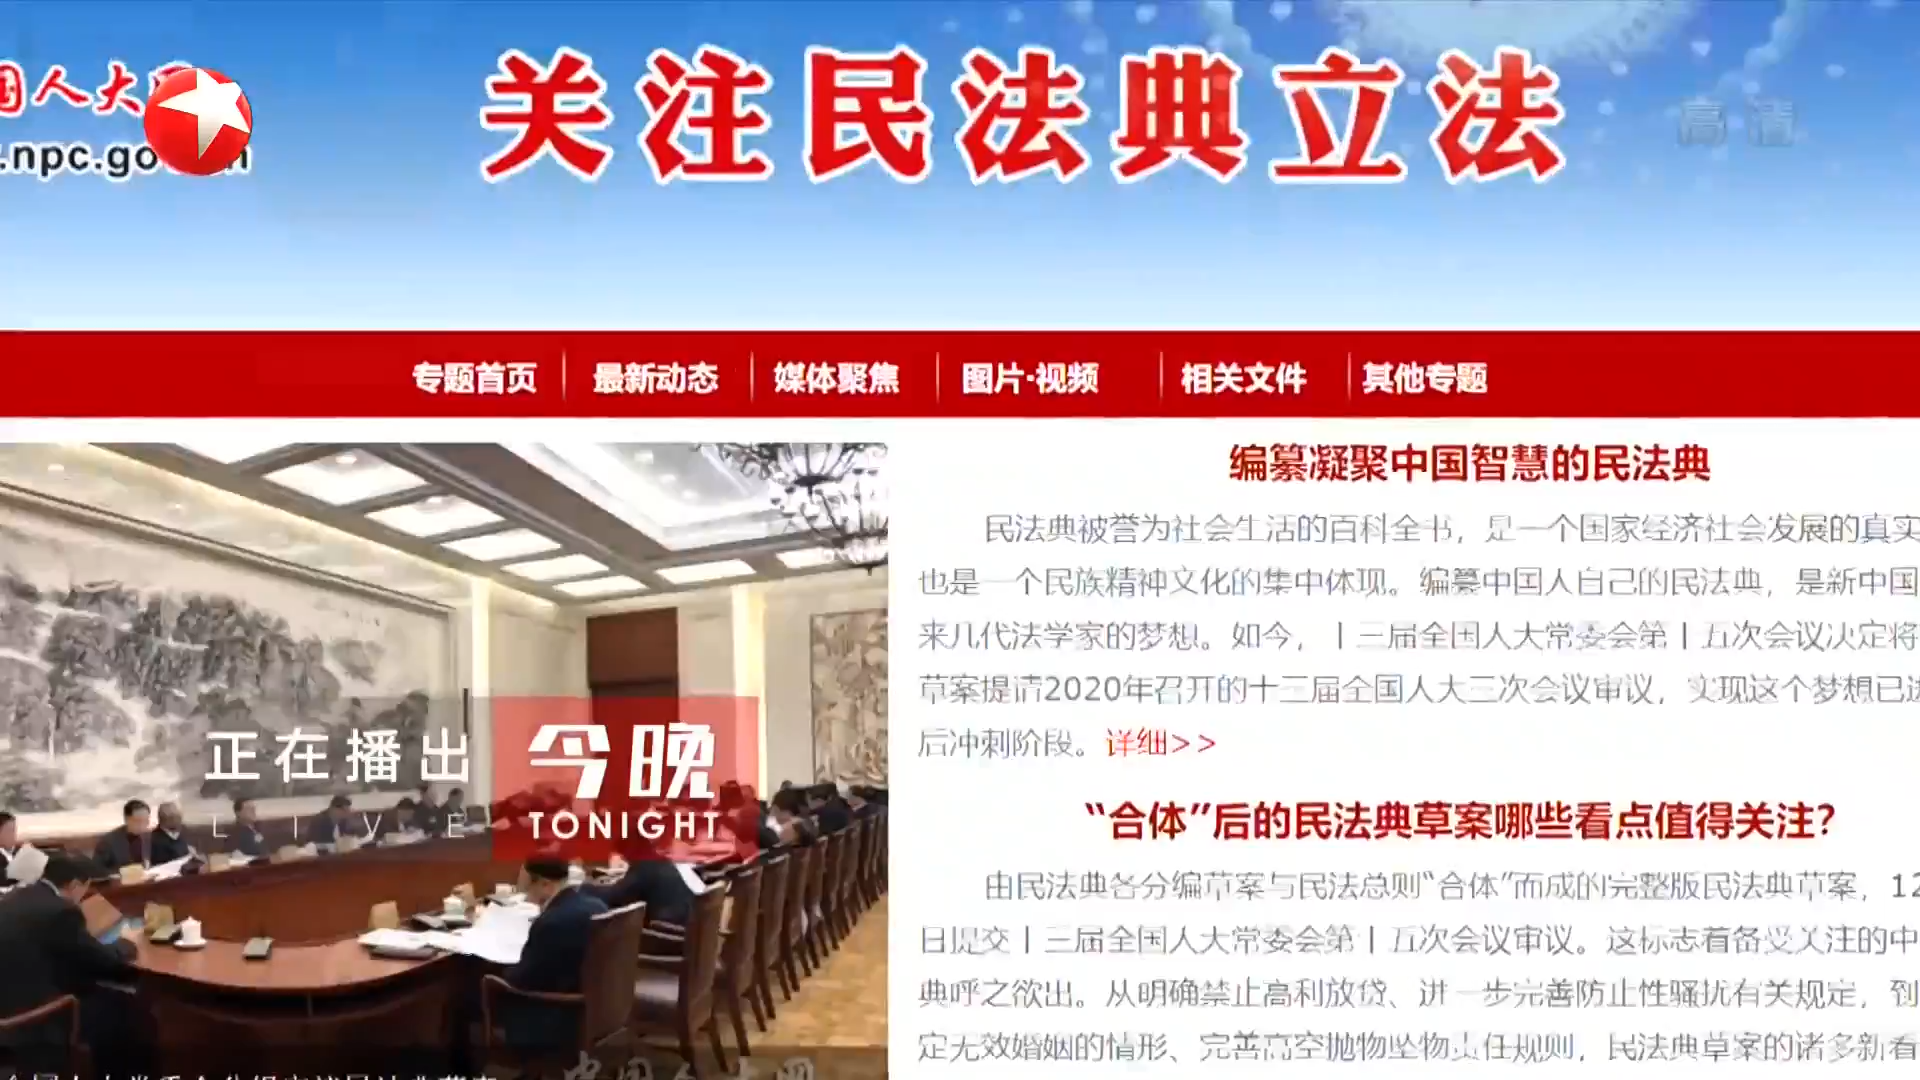 国人大
关注民法典立法
高清
.npc.go
专题首页 最新动态 媒体聚焦 图片·视频 相关文件 其他专题
编纂凝聚中国智慧的民法典
民法典被誉为社会生活的百科全书，是一个国家经济社会发展的真实
也是一个民族精神文化的集中体现。编纂中国人自己的民法典，是新中国
来几代法学家的梦想。如今，十三届全国人大常委会第十五次会议决定将
草案提请2020年召开的十三届全国人大三次会议审议，实现这个梦想已进
后冲刺阶段。详细>>
“合体”后的民法典草案哪些看点值得关注？
由民法典各分编草案与民法总则“合体”而成的完整版民法典草案，12
日提交十三届全国人大常委会第十五次会议审议。这标志着备受关注的中
典呼之欲出。从明确禁止高利放贷、进一步完善防止性骚扰有关规定，到
定无效婚姻的情形、完善高空抛物坠物责任规则，民法典草案的诸多新看
正在播出
LIVE
今晚
TONIGHT
中国人大网